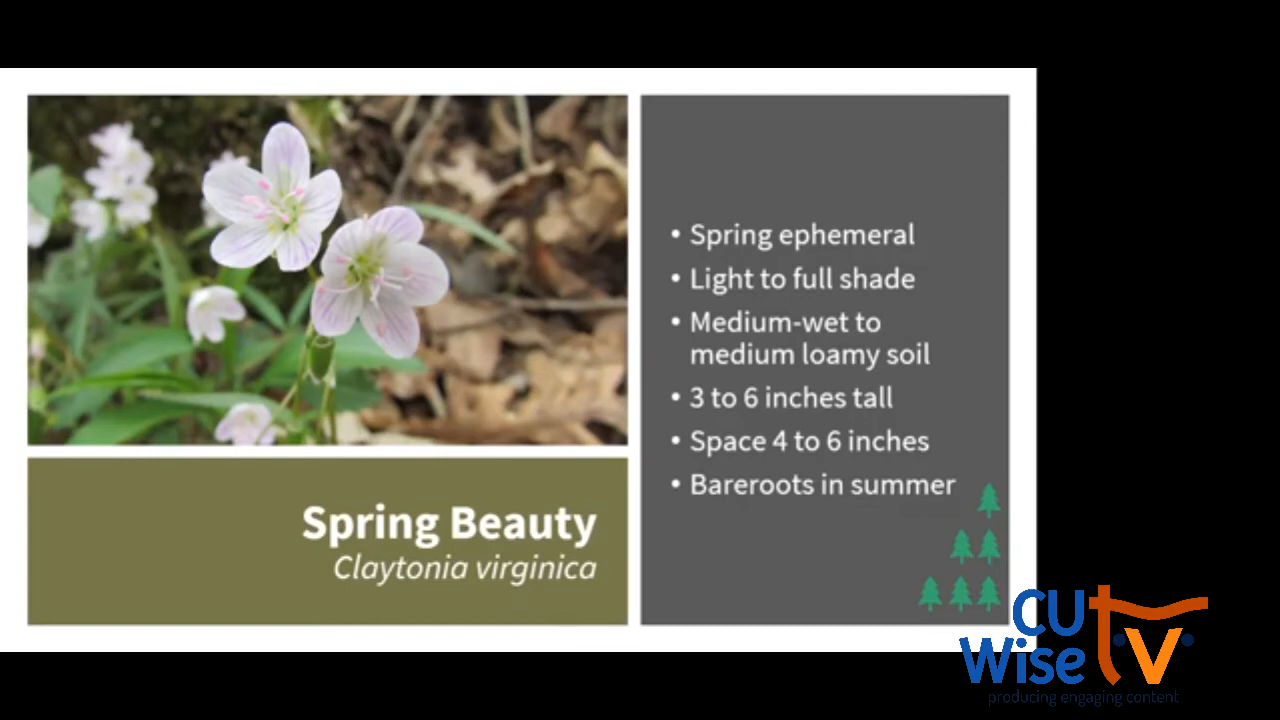 Spring Beauty
Claytonia virginica
• Spring ephemeral
• Light to full shade
• Medium-wet to
medium loamy soil
• 3 to 6 inches tall
• Space 4 to 6 inches
• Bareroots in summer
CU
Wise tv
producing engaging content